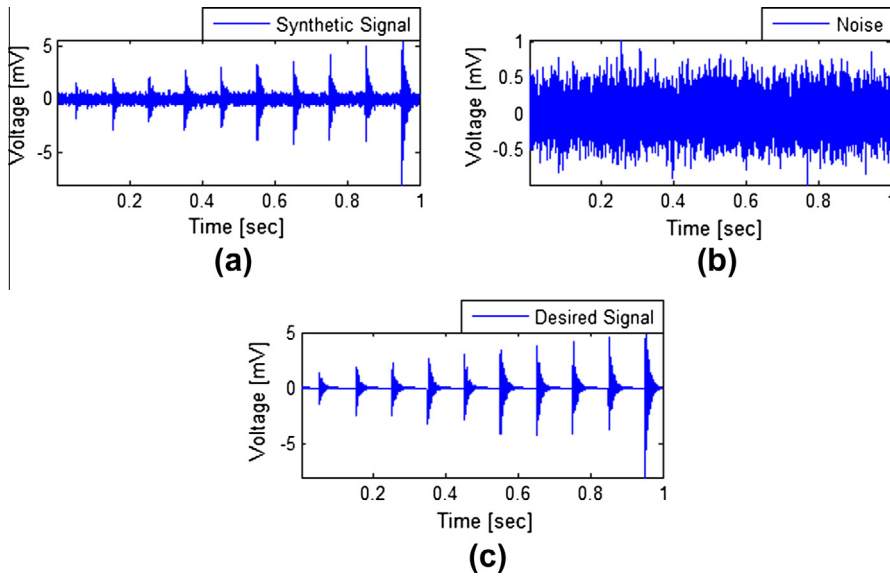 Synthetic Signal
Voltage [mV]
5
0
-5
0.2 0.4 0.6 0.8 1
Time [sec]
(a)
Noise
Voltage [mV]
1
0.5
0
-0.5
0.2 0.4 0.6 0.8 1
Time [sec]
(b)
Desired Signal
Voltage [mV]
5
0
-5
0.2 0.4 0.6 0.8 1
Time [sec]
(c)